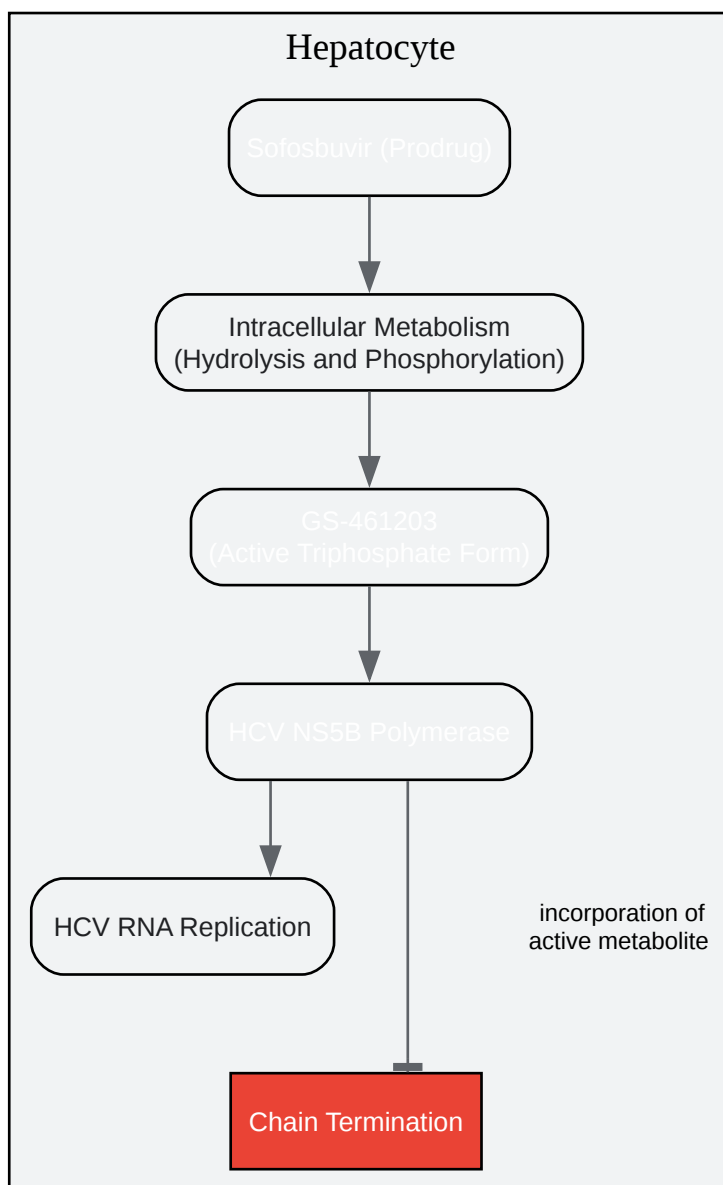 Hepatocyte
Sofosbuvir (Prodrug)
Intracellular Metabolism
(Hydrolysis and Phosphorylation)
GS-461203
(Active Triphosphate Form)
HCV NS5B Polymerase
HCV RNA Replication
incorporation of
active metabolite
Chain Termination